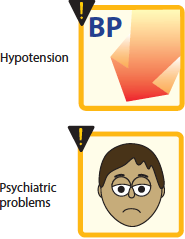 !
BP
Hypotension
!
Psychiatric
problems